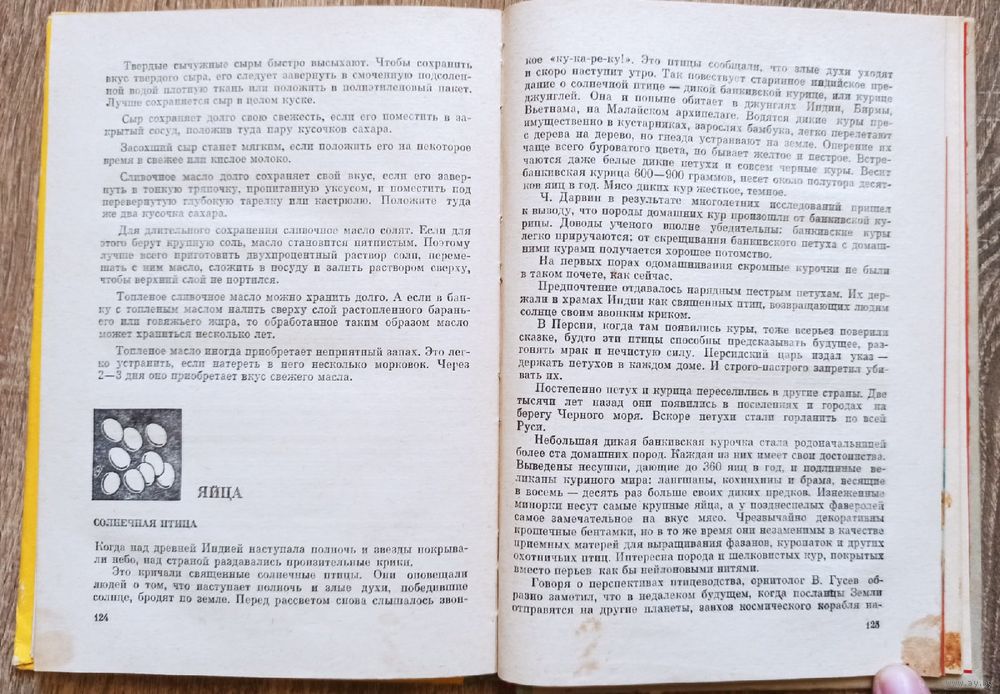 Твердые сычужные сыры быстро высыхают. Чтобы сохранить
вкус твердого сыра, его следует завернуть в смоченную подсолен-
ной водой плотную ткань или положить в полиэтиленовый пакет.
Лучше сохраняется сыр в целом куске.
Сыр сохраняет долго свою свежесть, если его поместить в за-
крытый сосуд, положив туда пару кусочков сахара.
Засохший сыр станет мягким, если положить его на некоторое
время в свежее или кислое молоко.
Сливочное масло долго сохраняет свой вкус, если его завер-
нуть в тонкую тряпочку, пропитанную уксусом, и поместить под
перевернутую глубокую тарелку или кастрюлю. Положите туда
же два кусочка сахара.
Для длительного сохранения сливочное масло солят. Если для
этого берут крупную соль, масло становится пятнистым. Поэтому
лучше всего приготовить двухпроцентный раствор соли, переме-
шать с ним масло, сложить в посуду и залить раствором сверху,
чтобы верхний слой не портился.
Топленое сливочное масло можно хранить долго. А если в бан-
ку с топленым маслом налить сверху слой растопленного барань-
его или говяжьего жира, то обработанное таким образом масло
может храниться несколько лет.
Топленое масло иногда приобретает неприятный запах. Это лег-
ко устранить, если натереть в него несколько морковок. Через
2—3 дня оно приобретает вкус свежего масла.
ЯЙЦА
СОЛНЕЧНАЯ ПТИЦА
Когда над древней Индией наступала полночь и звезды покрыва-
ли небо, над страной раздавались пронзительные крики.
Это кричали священные солнечные птицы. Они оповещали
людей о том, что наступает полночь и злые духи, победившие
солнце, бродят по земле. Перед рассветом снова слышалось звон-
124
кое «ку-ка-ре-ку!». Это птицы сообщали, что злые духи уходят
и скоро наступит утро. Так повествует старинное индийское пре-
дание о солнечной птице — дикой банкивской курице, или курице
джунглей. Она и поныне обитает в джунглях Индии, Бирмы,
Вьетнама, на Малайском архипелаге. Водятся дикие куры пре-
имущественно в кустарниках, зарослях бамбука, легко перелетают
с дерева на дерево, но гнезда устраивают на земле. Оперение их
чаще всего буроватого цвета, но бывает желтое и пестрое. Встре-
чаются даже белые дикие петухи и совсем черные куры. Весит
банкивская курица 600—900 граммов, несет около полутора десят-
ков яиц в год. Мясо диких кур жесткое, темное.
Ч. Дарвин в результате многолетних исследований пришел
к выводу, что породы домашних кур произошли от банкивской ку-
рицы. Доводы ученого вполне убедительны: банкивские куры
легко приручаются; от скрещивания банкивского петуха с домаш-
ними курами получается хорошее потомство.
На первых порах одомашнивания скромные курочки не были
в таком почете, как сейчас.
Предпочтение отдавалось нарядным пестрым петухам. Их дер-
жали в храмах Индии как священных птиц, возвращающих людям
солнце своим звонким криком.
В Персии, когда там появились куры, тоже всерьез поверили
сказке, будто эти птицы способны предсказывать будущее, раз-
гонять мрак и нечистую силу. Персидский царь издал указ —
держать петухов в каждом доме. И строго-настрого запретил уби-
вать их.
Постепенно петух и курица переселились в другие страны. Две
тысячи лет назад они появились в поселениях и городах на
берегу Черного моря. Вскоре петухи стали горланить по всей
Руси.
Небольшая дикая банкивская курочка стала родоначальницей
более ста домашних пород. Каждая из них имеет свои достоинства.
Выведены несушки, дающие до 360 яиц в год, и подлинные ве-
ликаны куриного мира: лангшаны, кохинхины и брама, весящие
в восемь — десять раз больше своих диких предков. Изнеженные
минорки несут самые крупные яйца, а у позднеспелых фаверолей
самое замечательное на вкус мясо. Чрезвычайно декоративны
крошечные бентамки, но в то же время они незаменимы в качестве
приемных матерей для выращивания фазанов, куропаток и других
охотничьих птиц. Интересна порода и шелковистых кур, покрытых
вместо перьев как бы нейлоновыми нитями.
Говоря о перспективах птицеводства, орнитолог В. Гусев об-
разно заметил, что в недалеком будущем, когда посланцы Земли
отправятся на другие планеты, завхоз космического корабля на-
125
www.ay.by